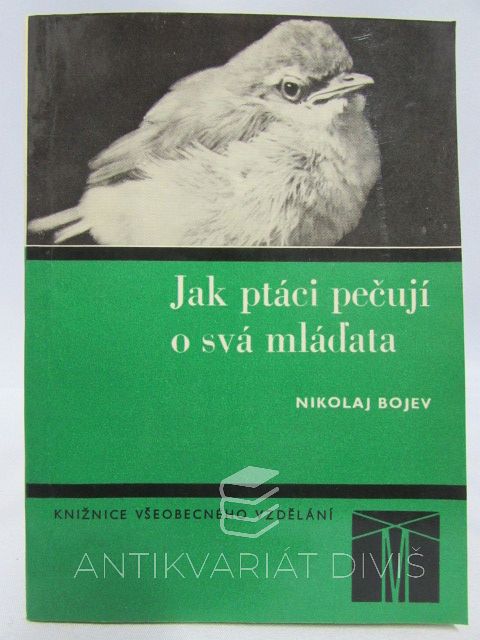 Jak ptáci pečují
o svá mláďata
NIKOLAJ BOJEV
KNIŽNICE VŠEOBECNÉHO VZDĚLÁNÍ
ANTIKVARIÁT DIVIŠ